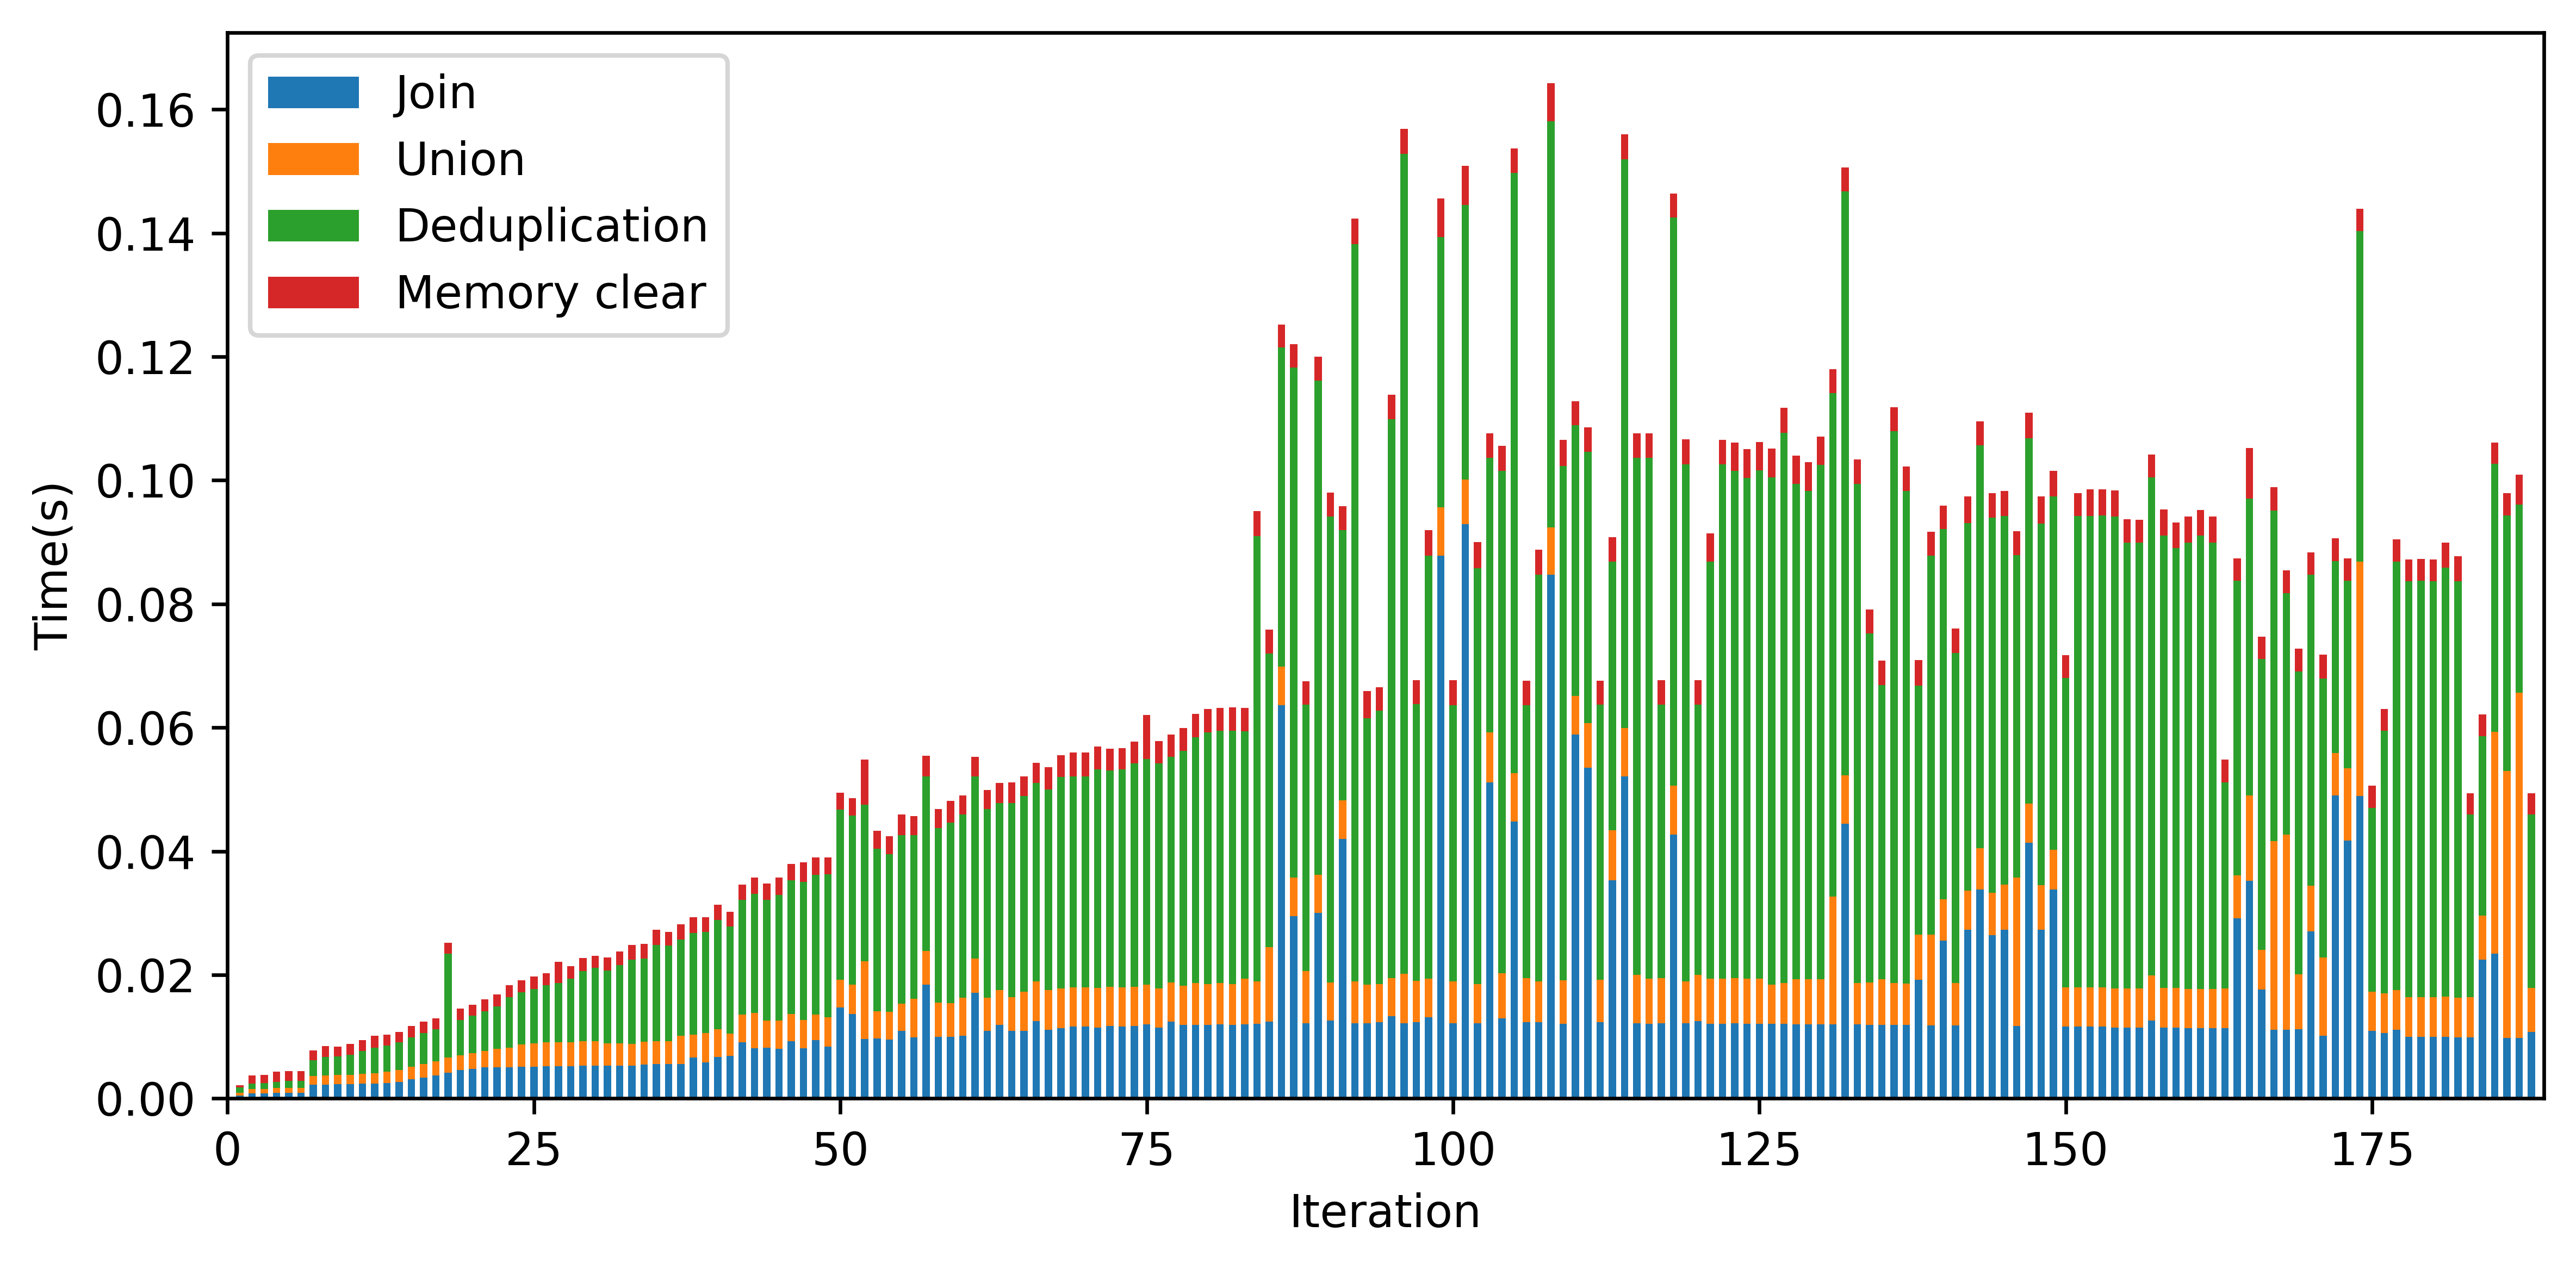 Join
Union
Deduplication
Memory clear
0.16
0.14
0.12
0.10
0.08
0.06
0.04
0.02
0.00
Time(s)
0 25 50 75 100 125 150 175
Iteration